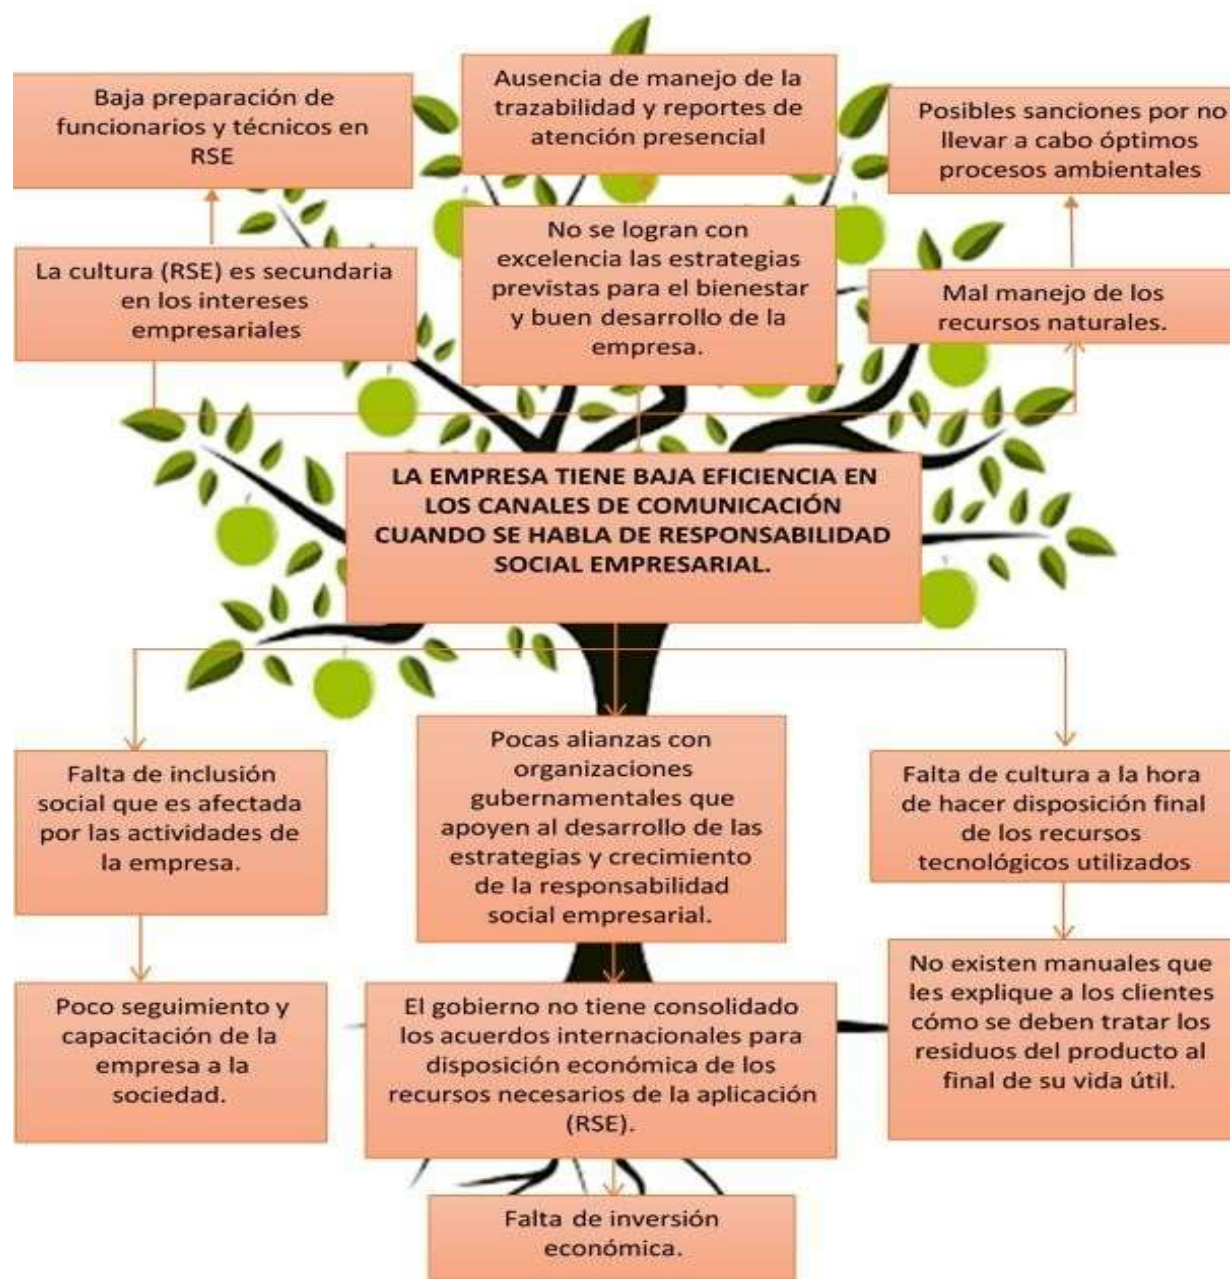 Baja preparación de
funcionarios y técnicos en
RSE
Ausencia de manejo de la
trazabilidad y reportes de
atención presencial
Posibles sanciones por no
llevar a cabo óptimos
procesos ambientales
La cultura (RSE) es secundaria
en los intereses
empresariales
No se logran con
excelencia las estrategias
previstas para el bienestar
y buen desarrollo de la
empresa.
Mal manejo de los
recursos naturales.
LA EMPRESA TIENE BAJA EFICIENCIA EN
LOS CANALES DE COMUNICACIÓN
CUANDO SE HABLA DE RESPONSABILIDAD
SOCIAL EMPRESARIAL.
Falta de inclusión
social que es afectada
por las actividades de
la empresa.
Pocas alianzas con
organizaciones
gubernamentales que
apoyen al desarrollo de las
estrategias y crecimiento
de la responsabilidad
social empresarial.
Falta de cultura a la hora
de hacer disposición final
de los recursos
tecnológicos utilizados
Poco seguimiento y
capacitación de la
empresa a la
sociedad.
El gobierno no tiene consolidado
los acuerdos internacionales para
disposición económica de los
recursos necesarios de la aplicación
(RSE).
No existen manuales que
les explique a los clientes
cómo se deben tratar los
residuos del producto al
final de su vida útil.
Falta de inversión
económica.